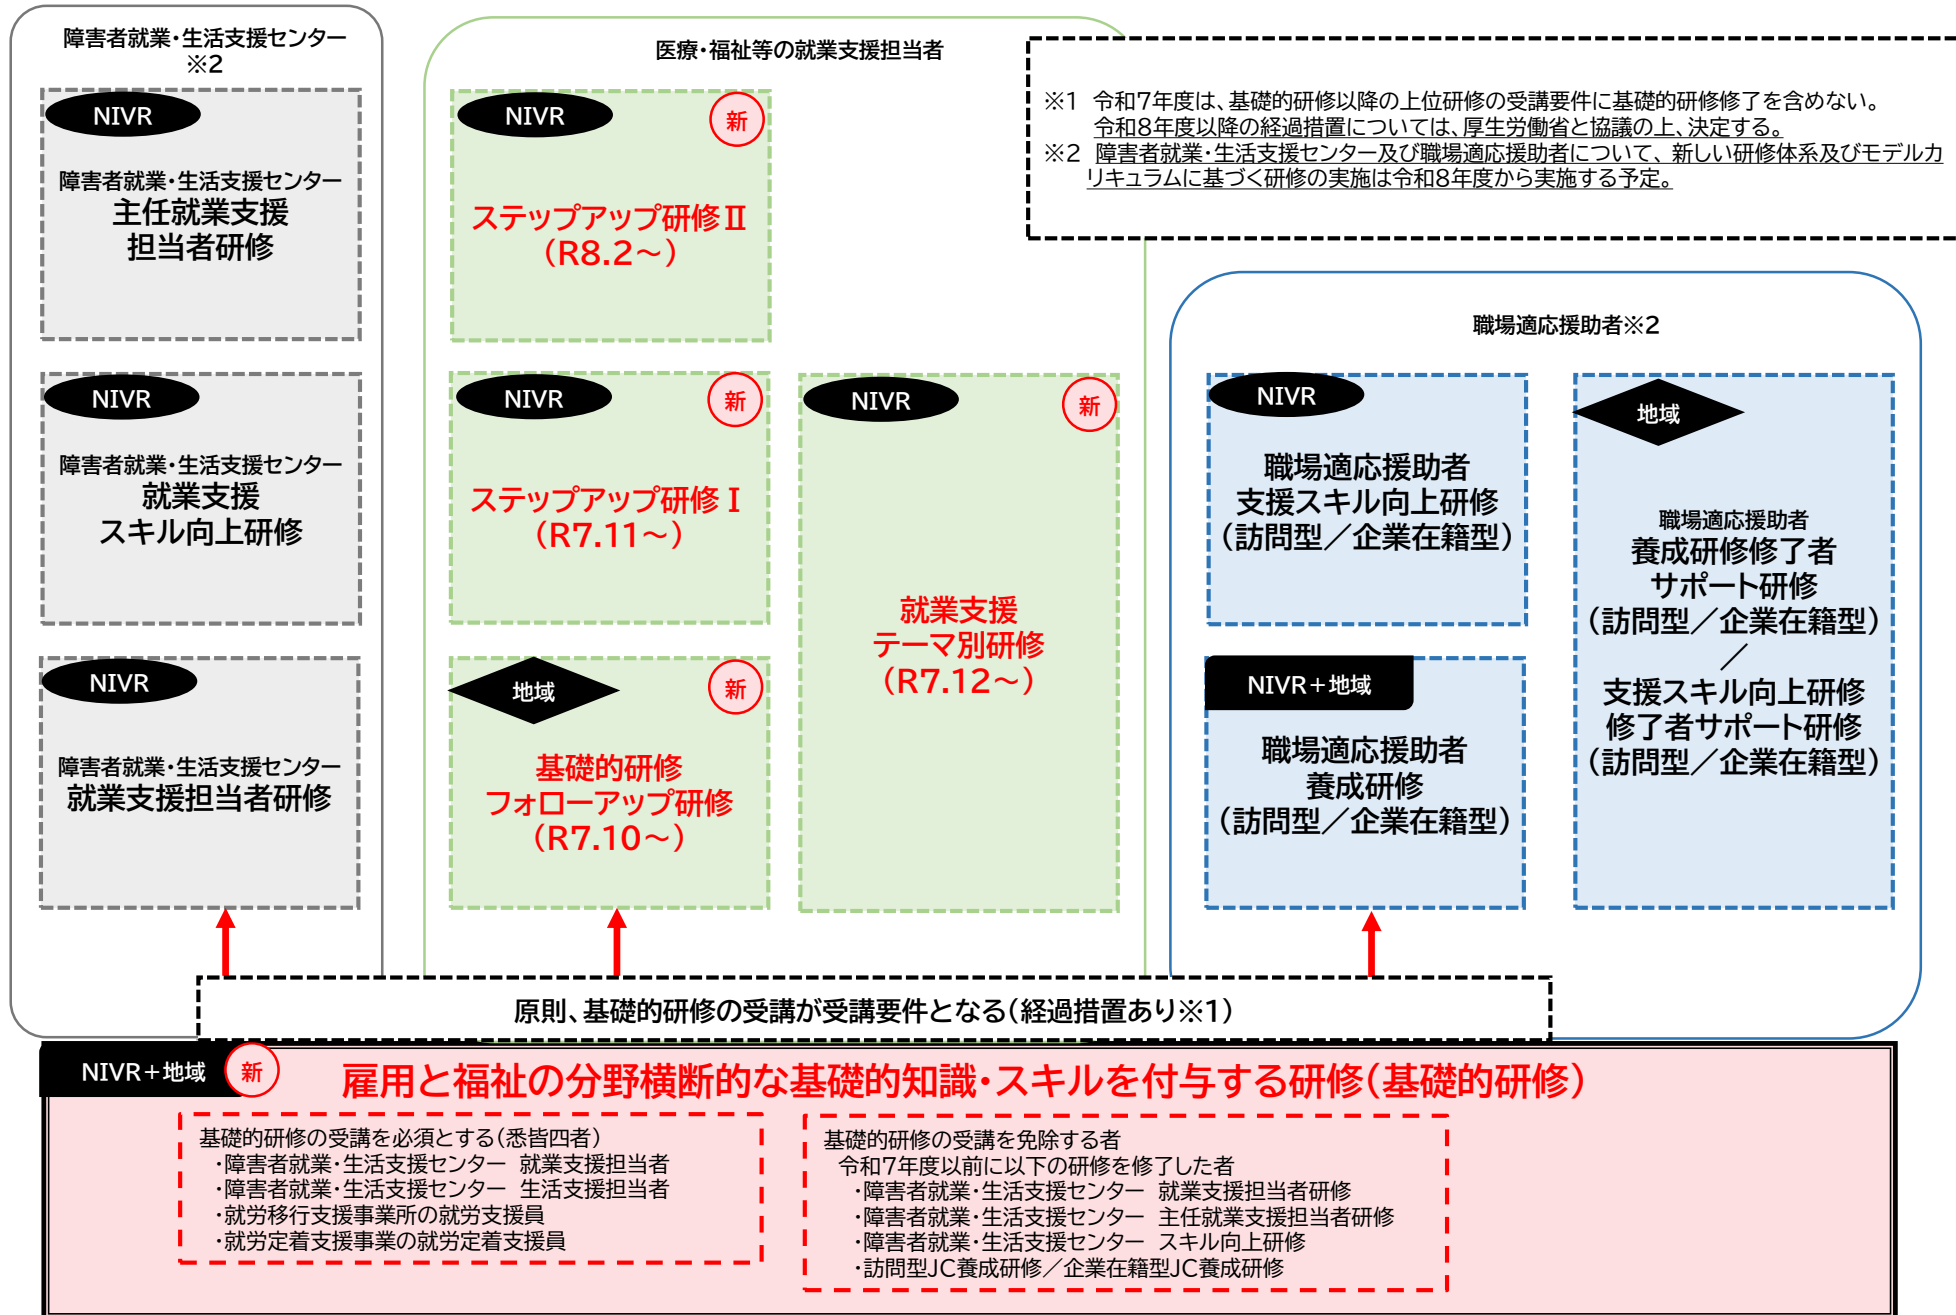 障害者就業・生活支援センター
※2
NIVR
障害者就業・生活支援センター
主任就業支援
担当者研修
NIVR
障害者就業・生活支援センター
就業支援
スキル向上研修
NIVR
障害者就業・生活支援センター
就業支援担当者研修
医療・福祉等の就業支援担当者
NIVR
新
ステップアップ研修Ⅱ
(R8.2～)
NIVR
新
ステップアップ研修Ⅰ
(R7.11～)
地域
新
基礎的研修
フォローアップ研修
(R7.10～)
NIVR
新
就業支援
テーマ別研修
(R7.12～)
※1 令和7年度は、基礎的研修以降の上位研修の受講要件に基礎的研修修了を含めない。
令和8年度以降の経過措置については、厚生労働省と協議の上、決定する。
※2 障害者就業・生活支援センター及び職場適応援助者について、新しい研修体系及びモデルカ
リキュラムに基づく研修の実施は令和8年度から実施する予定。
職場適応援助者※2
NIVR
職場適応援助者
支援スキル向上研修
(訪問型／企業在籍型)
NIVR+地域
職場適応援助者
養成研修
(訪問型／企業在籍型)
地域
職場適応援助者
養成研修修了者
サポート研修
(訪問型／企業在籍型)
／
支援スキル向上研修
修了者サポート研修
(訪問型／企業在籍型)
原則、基礎的研修の受講が受講要件となる(経過措置あり※1)
NIVR+地域
新
雇用と福祉の分野横断的な基礎的知識・スキルを付与する研修(基礎的研修)
基礎的研修の受講を必須とする(悉皆四者)
・障害者就業・生活支援センター 就業支援担当者
・障害者就業・生活支援センター 生活支援担当者
・就労移行支援事業所の就労支援員
・就労定着支援事業の就労定着支援員
基礎的研修の受講を免除する者
令和7年度以前に以下の研修を修了した者
・障害者就業・生活支援センター 就業支援担当者研修
・障害者就業・生活支援センター 主任就業支援担当者研修
・障害者就業・生活支援センター スキル向上研修
・訪問型JC養成研修／企業在籍型JC養成研修